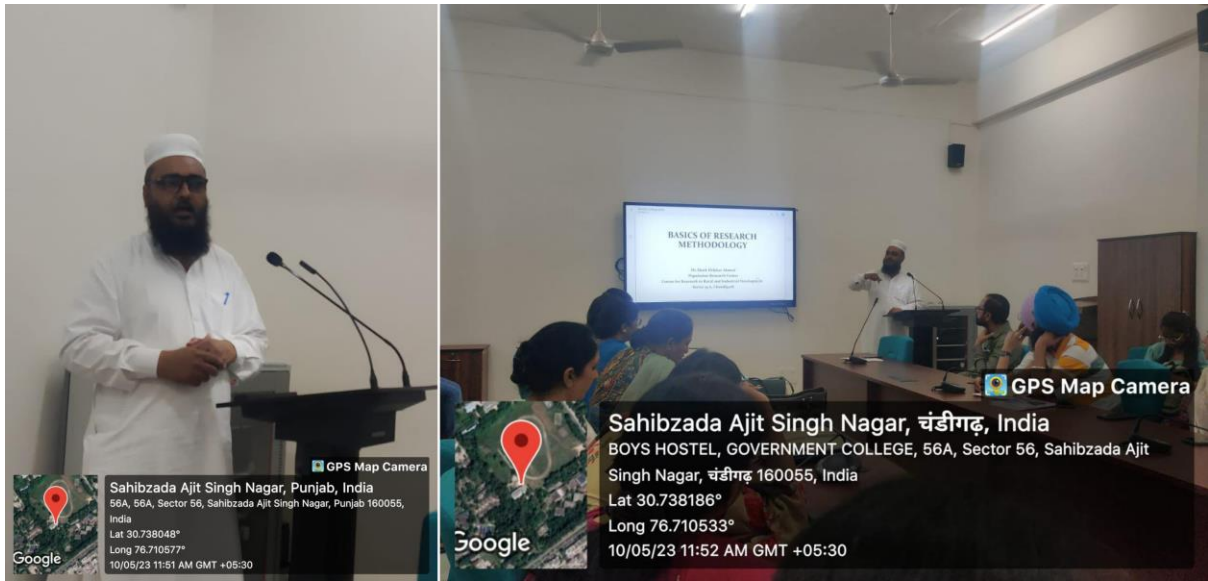 GPS Map Camera
Sahibzada Ajit Singh Nagar, Punjab, India
56A, 56A, Sector 56, Sahibzada Ajit Singh Nagar, Punjab 160055,
India
Lat 30.738048°
Long 76.710577°
10/05/23 11:51 AM GMT +05:30
Google
BASICS OF RESEARCH
METHODOLOGY
Population Research Centre
GPS Map Camera
Sahibzada Ajit Singh Nagar, चंडीगढ़, India
BOYS HOSTEL, GOVERNMENT COLLEGE, 56A, Sector 56, Sahibzada Ajit
Singh Nagar, चंडीगढ़ 160055, India
Lat 30.738186°
Long 76.710533°
10/05/23 11:52 AM GMT +05:30
Google